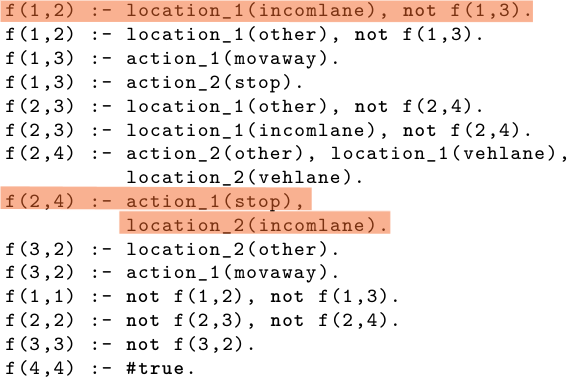 f(1,2) :- location_1(incomlane), not f(1,3).
f(1,2) :- location_1(other), not f(1,3).
f(1,3) :- action_1(movaway).
f(1,3) :- action_2(stop).
f(2,3) :- location_1(other), not f(2,4).
f(2,3) :- location_1(incomlane), not f(2,4).
f(2,4) :- action_2(other), location_1(vehlane),
location_2(vehlane).
f(2,4) :- action_1(stop),
location_2(incomlane).
f(3,2) :- location_2(other).
f(3,2) :- action_1(movaway).
f(1,1) :- not f(1,2), not f(1,3).
f(2,2) :- not f(2,3), not f(2,4).
f(3,3) :- not f(3,2).
f(4,4) :- #true.